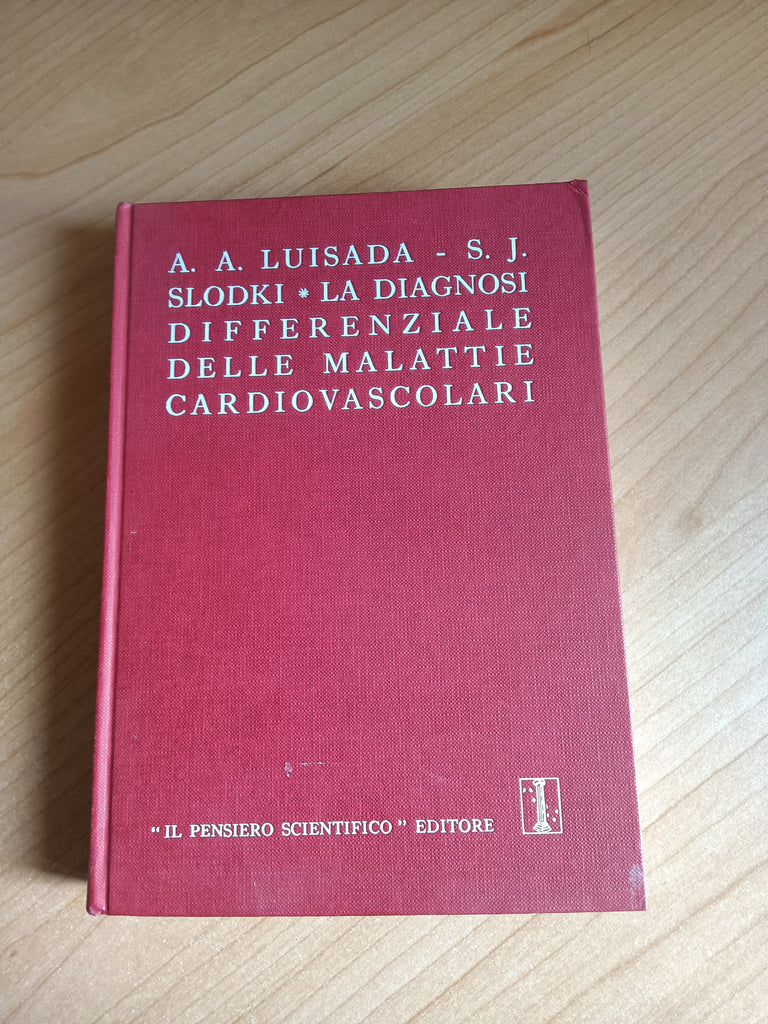 A. A. LUISADA - S. J.
SLODKI * LA DIAGNOSI
DIFFERENZIALE
DELLE MALATTIE
CARDIOVASCOLARI
“IL PENSIERO SCIENTIFICO” EDITORE